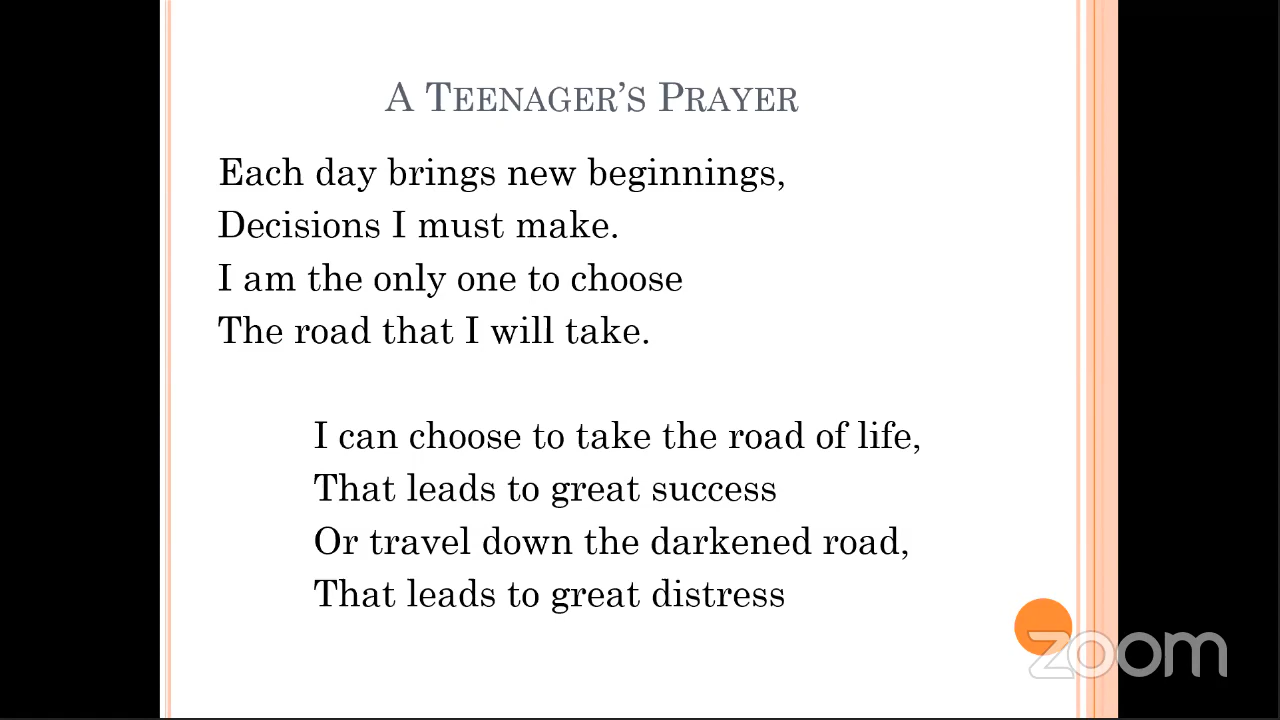 A Teenager's Prayer
Each day brings new beginnings,
Decisions I must make.
I am the only one to choose
The road that I will take.
I can choose to take the road of life,
That leads to great success
Or travel down the darkened road,
That leads to great distress
zoom